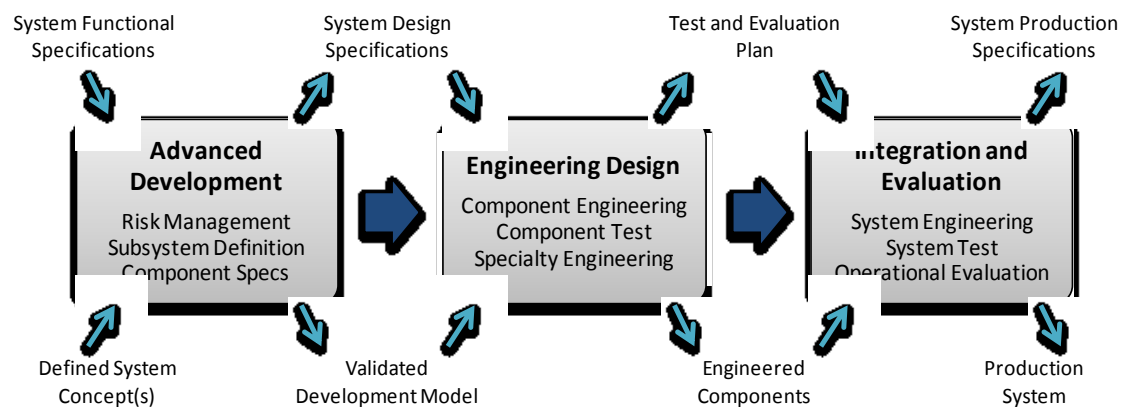 System Functional
Specifications
System Design
Specifications
Test and Evaluation
Plan
System Production
Specifications
Advanced
Development
Risk Management
Subsystem Definition
Component Specs
Engineering Design
Component Engineering
Component Test
Specialty Engineering
Integration and
Evaluation
System Engineering
System Test
Operational Evaluation
Defined System
Concept(s)
Validated
Development Model
Engineered
Components
Production
System